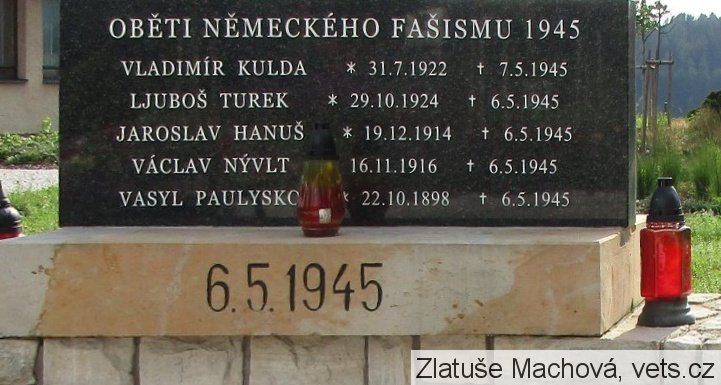 OBĚTI NĚMECKÉHO FAŠISMU 1945
VLADIMÍR KULDA * 31.7.1922 † 7.5.1945
LJUBOŠ TUREK * 29.10.1924 † 6.5.1945
JAROSLAV HANUŠ * 19.12.1914 † 6.5.1945
VÁCLAV NÝVLT 16.11.1916 † 6.5.1945
VASYL PAULYSKO * 22.10.1898 † 6.5.1945
6.5.1945
Zlatuše Machová, vets.cz